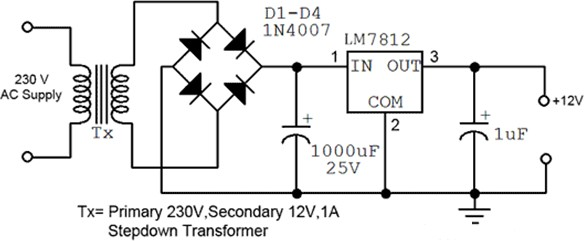 D1-D4
1N4007
LM7812
230 V
AC Supply
Tx
1
IN
OUT
3
COM
2
+
1000uF
25V
+
1uF
+12V
Tx= Primary 230V,Secondary 12V,1A
Stepdown Transformer